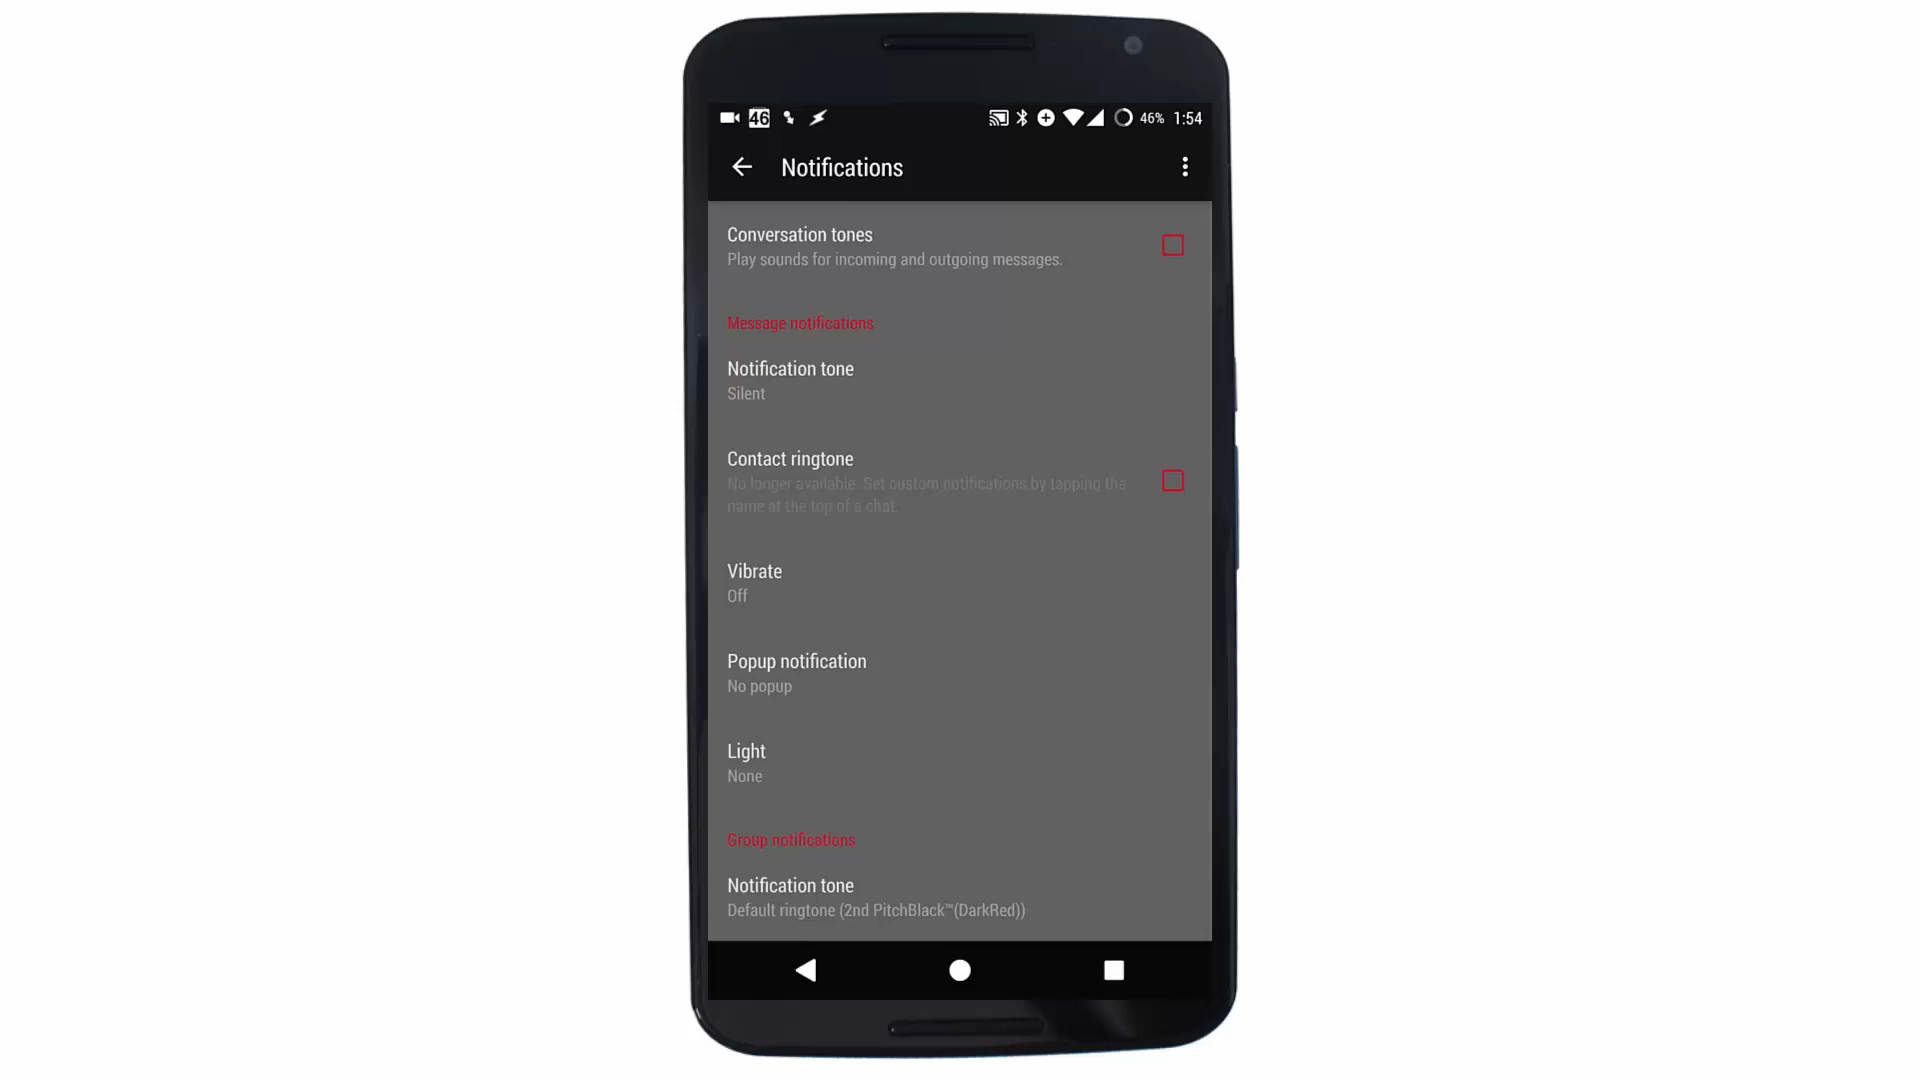 46 46% 1:54
Notifications
Conversation tones
Play sounds for incoming and outgoing messages.
Message notifications
Notification tone
Silent
Contact ringtone
No longer available. Set custom notifications by tapping the
name at the top of a chat.
Vibrate
Off
Popup notification
No popup
Light
None
Group notifications
Notification tone
Default ringtone (2nd PitchBlack™(DarkRed))